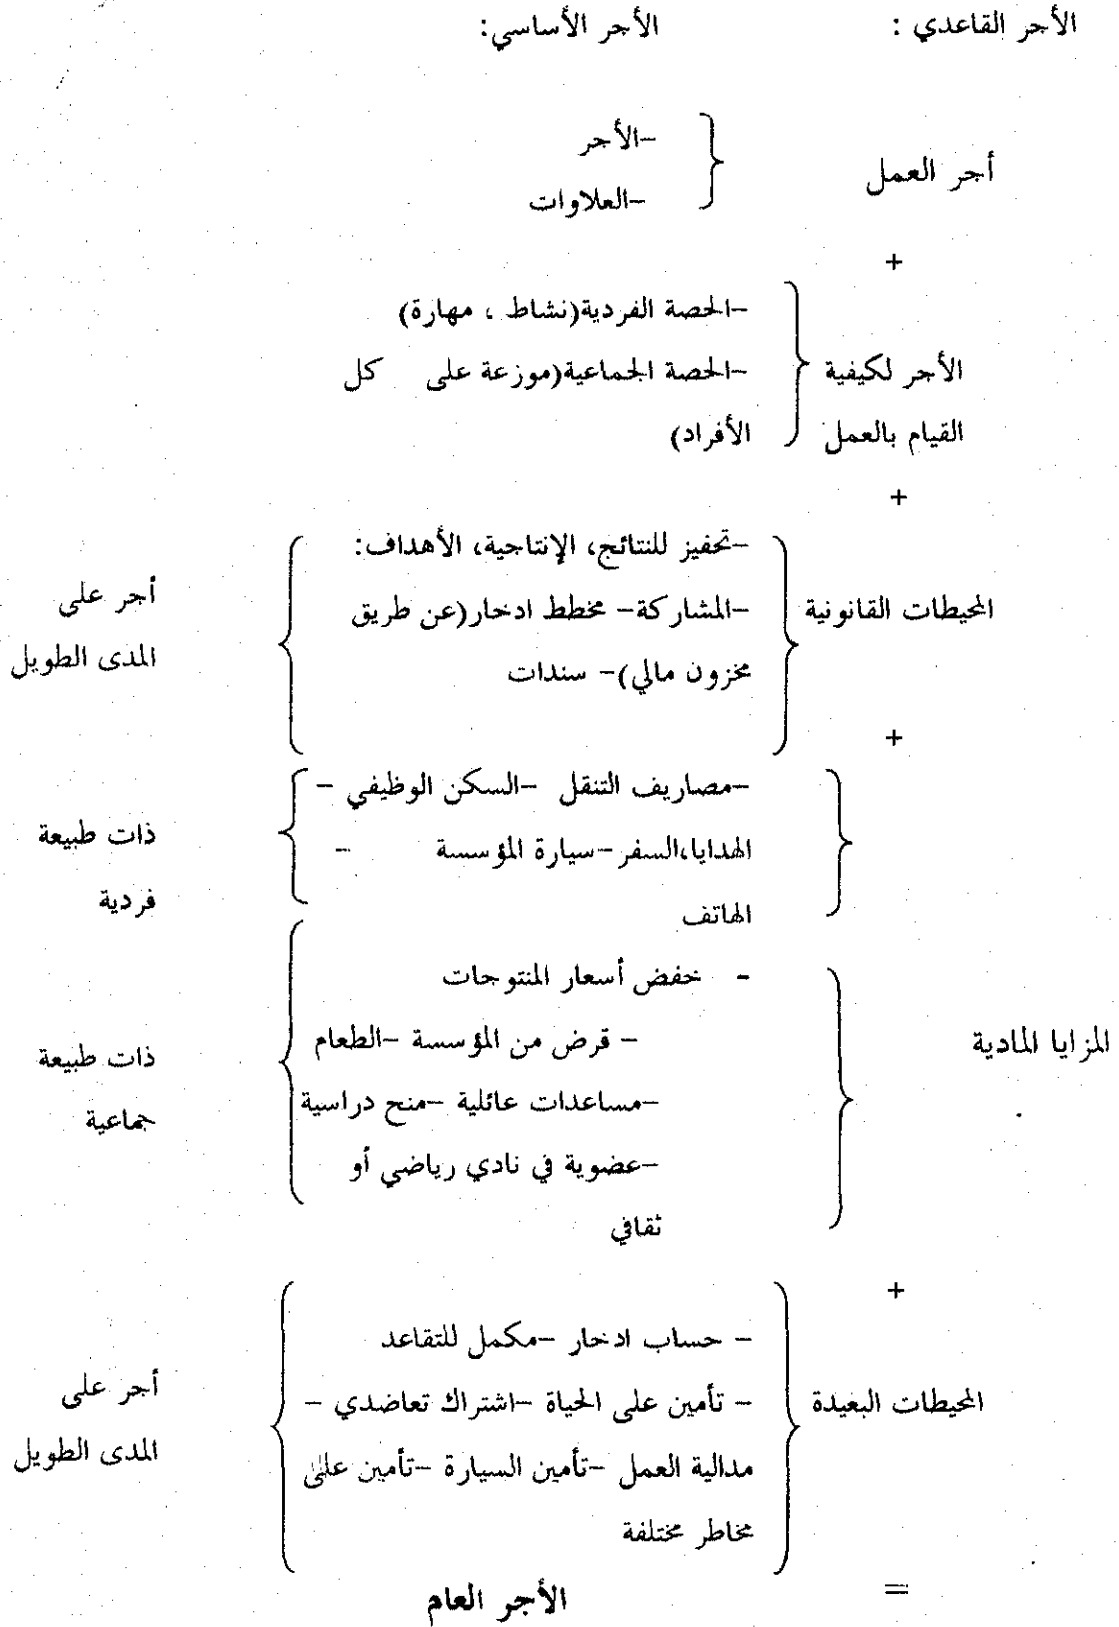 الأجر القاعدي : الأجر الأساسي:
أجر العمل
-الأجر
-العلاوات
+
الأجر لكيفية
القيام بالعمل
-الحصة الفردية(نشاط ، مهارة)
-الحصة الجماعية(موزعة على كل
الأفراد)
+
المحيطات القانونية
-تحفيز للنتائج، الإنتاجية، الأهداف:
-المشاركة- مخطط ادخار(عن طريق
مخزون مالي)- سندات
أجر على
المدى الطويل
+
المزايا المادية
-مصاريف التنقل -السكن الوظيفي -
الهدايا،السفر-سيارة المؤسسة -
الهاتف
ذات طبيعة
فردية
- خفض أسعار المنتوجات
- قرض من المؤسسة -الطعام
-مساعدات عائلية -منح دراسية
-عضوية في نادي رياضي أو
ثقافي
ذات طبيعة
جماعية
+
المحيطات البعيدة
- حساب ادخار -مكمل للتقاعد
- تأمين على الحياة -اشتراك تعاضدي -
مدالية العمل -تأمين السيارة -تأمين على
مخاطر مختلفة
أجر على
المدى الطويل
= الأجر العام